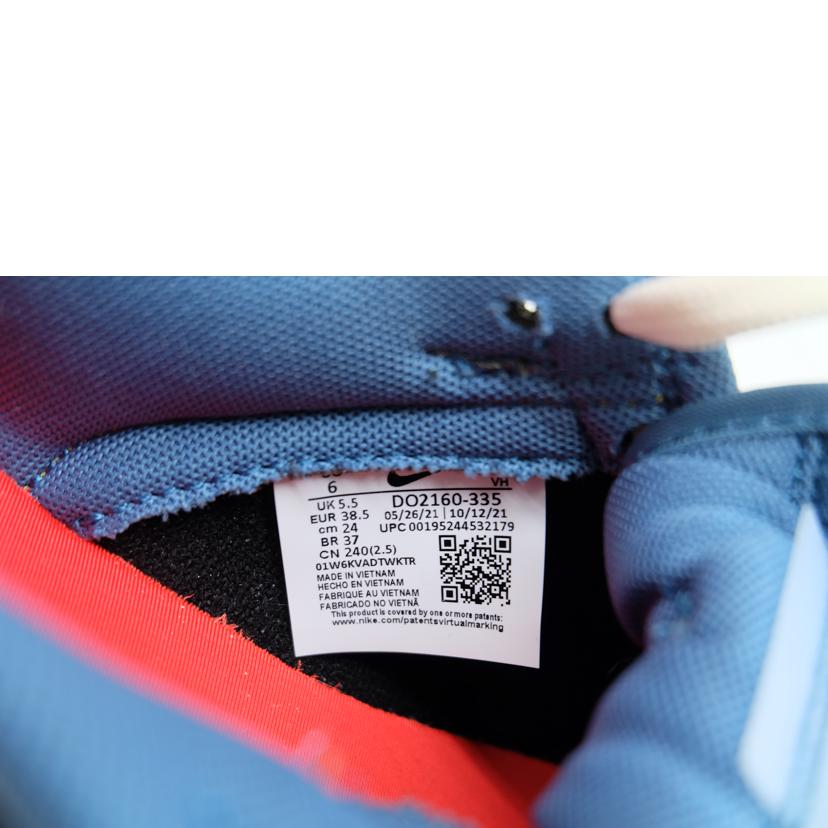 6
UK 5.5
EUR 38.5
cm 24
BR 37
CN 240(2.5)
01W6KVADTWKTR
MADE IN VIETNAM
HECHO EN VIETNAM
FABRIQUE AU VIETNAM
FABRICADO NO VIETNÃ
VH
DO2160-335
05/26/21 | 10/12/21
UPC 00195244532179
This product is covered by one or more patents:
www.nike.com/patentsvirtualmarking